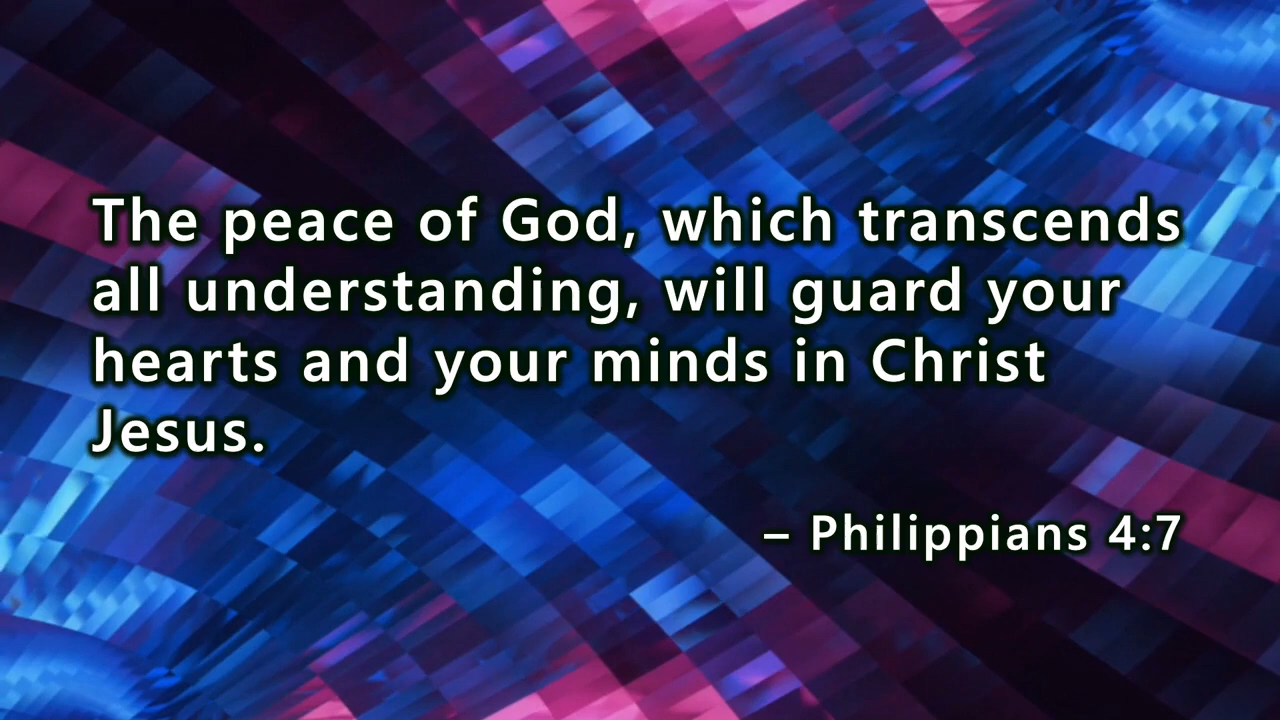 The peace of God, which transcends
all understanding, will guard your
hearts and your minds in Christ
Jesus.
– Philippians 4:7